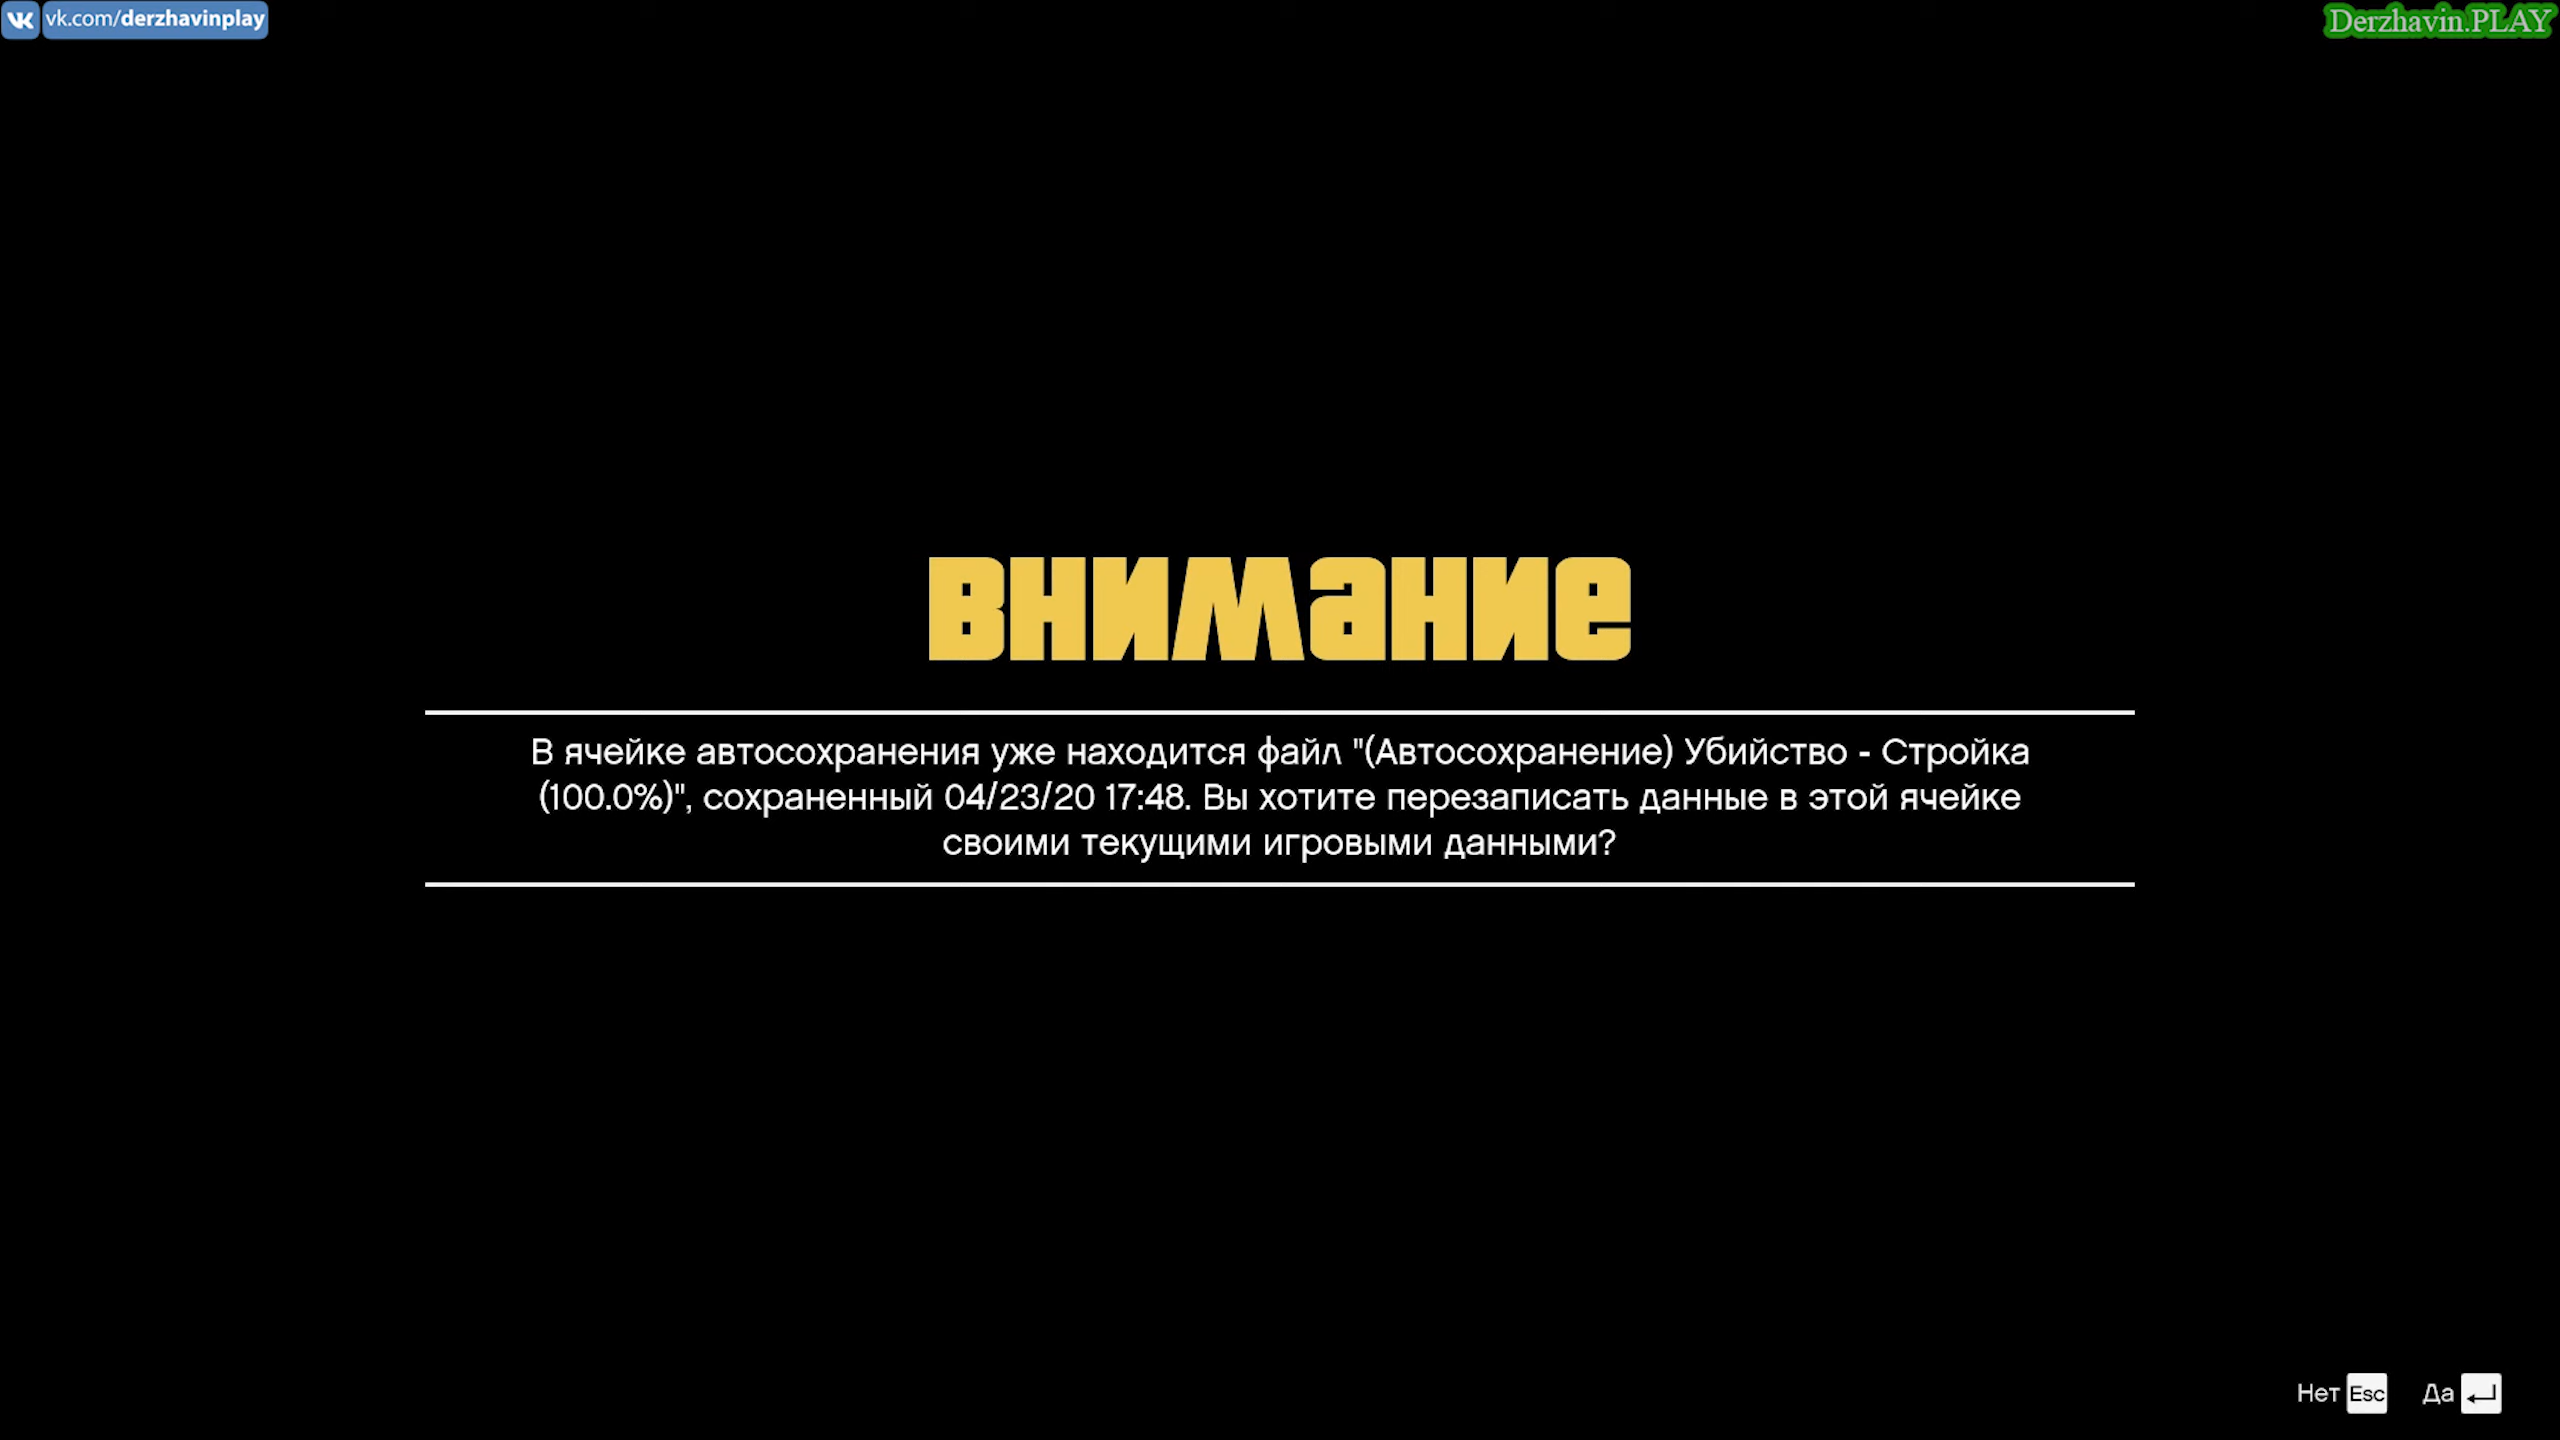 vk.com/derzhavinplay
Derzhavin.PLAY
внимание
В ячейке автосохранения уже находится файл "(Автосохранение) Убийство - Стройка
(100.0%)", сохраненный 04/23/20 17:48. Вы хотите перезаписать данные в этой ячейке
своими текущими игровыми данными?
Нет Esc Да